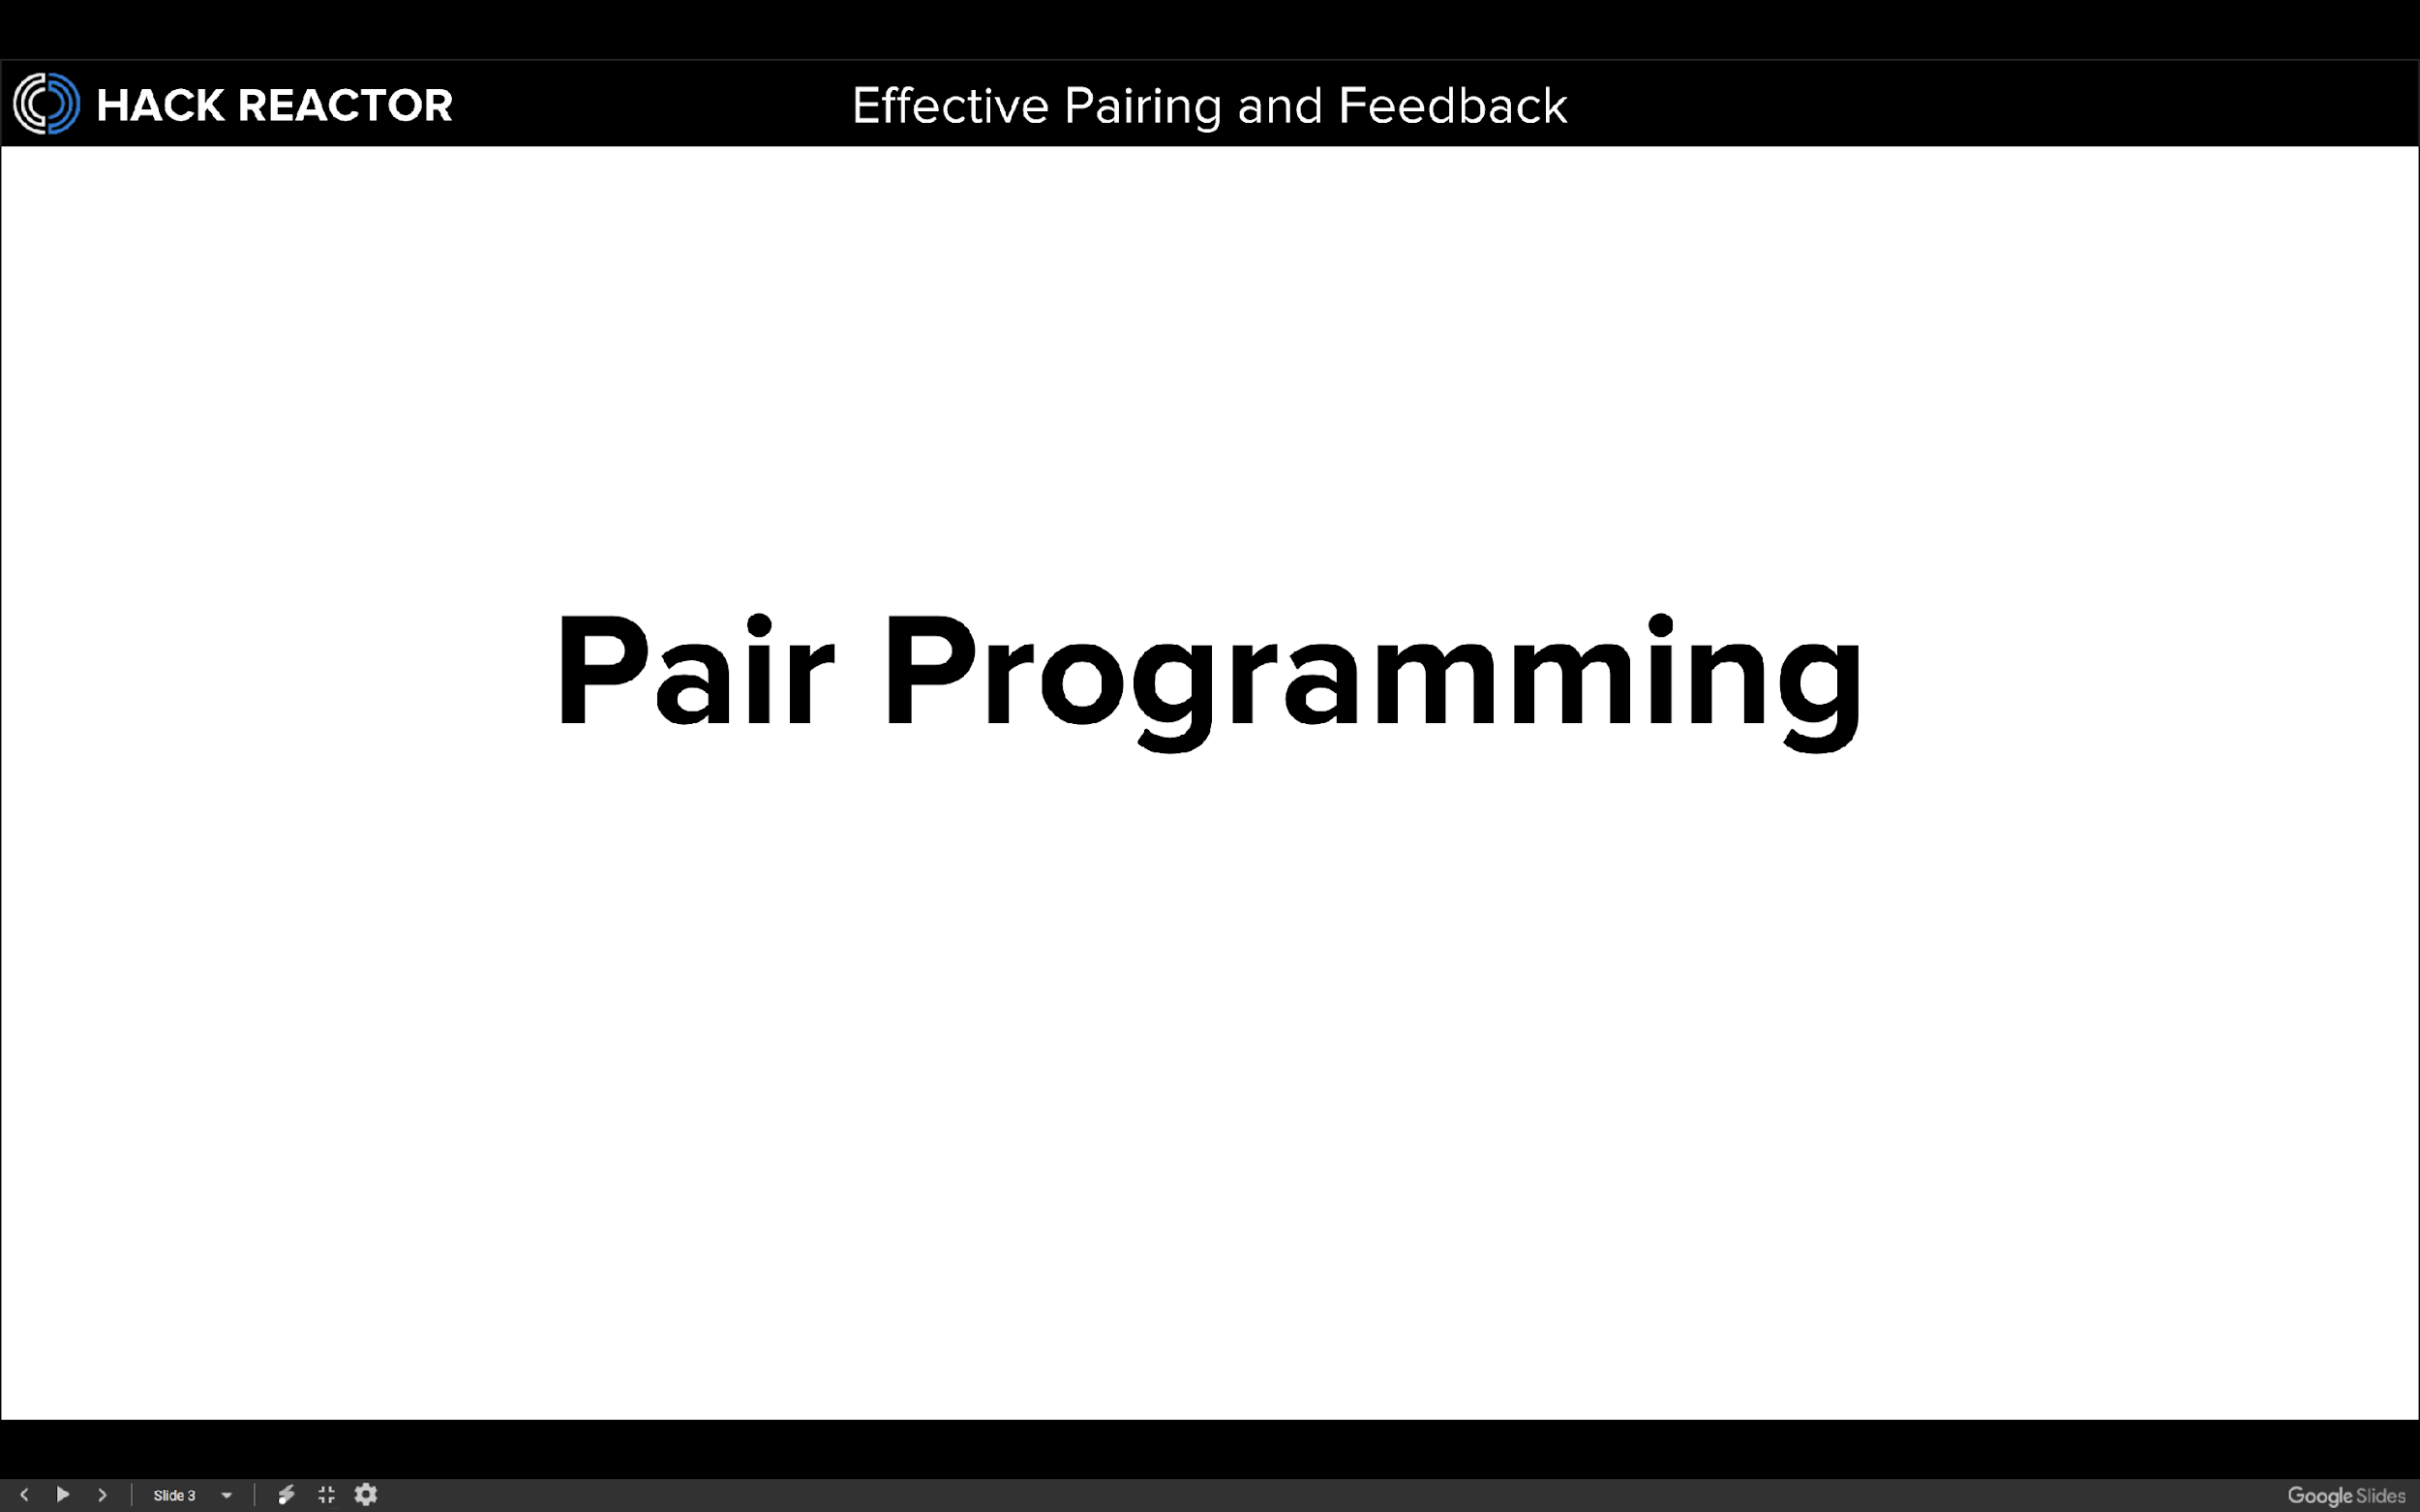 HACK REACTOR
Effective Pairing and Feedback
Pair Programming
Slide 3
Google Slides